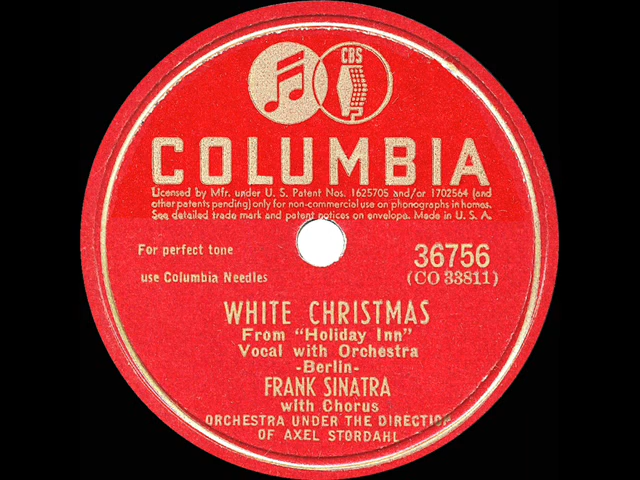 CBS
COLUMBIA
Licensed by Mfr. under U. S. Patent Nos. 1625705 and/or 1702564 (and
other patents pending) only for non-commercial use on phonographs in homes.
See detailed trade mark and patent notices on envelope. Made in U. S. A.
For perfect tone
use Columbia Needles
36756
(CO 33811)
WHITE CHRISTMAS
From "Holiday Inn"
Vocal with Orchestra
-Berlin-
FRANK SINATRA
with Chorus
ORCHESTRA UNDER THE DIRECTION
OF AXEL STORDAHL